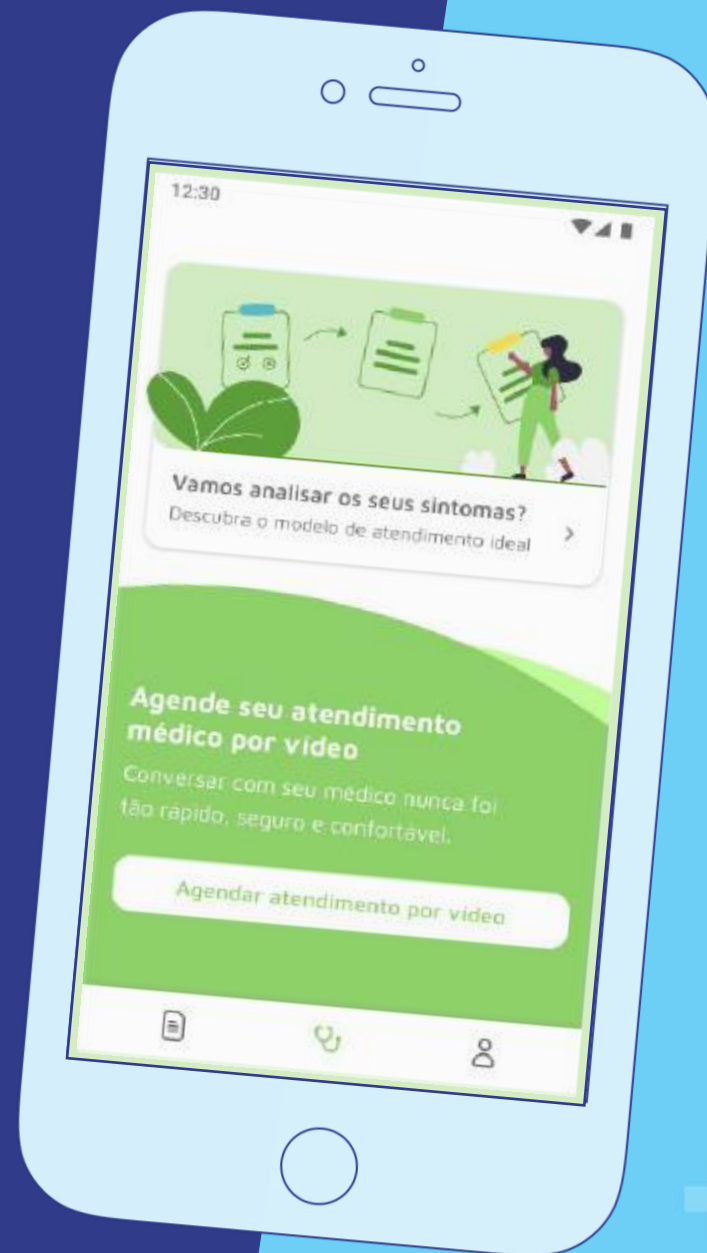 12:30
Vamos analisar os seus sintomas?
Descubra o modelo de atendimento ideal
Agende seu atendimento
médico por vídeo
Conversar com seu médico nunca foi
tão rápido, seguro e confortável.
Agendar atendimento por vídeo